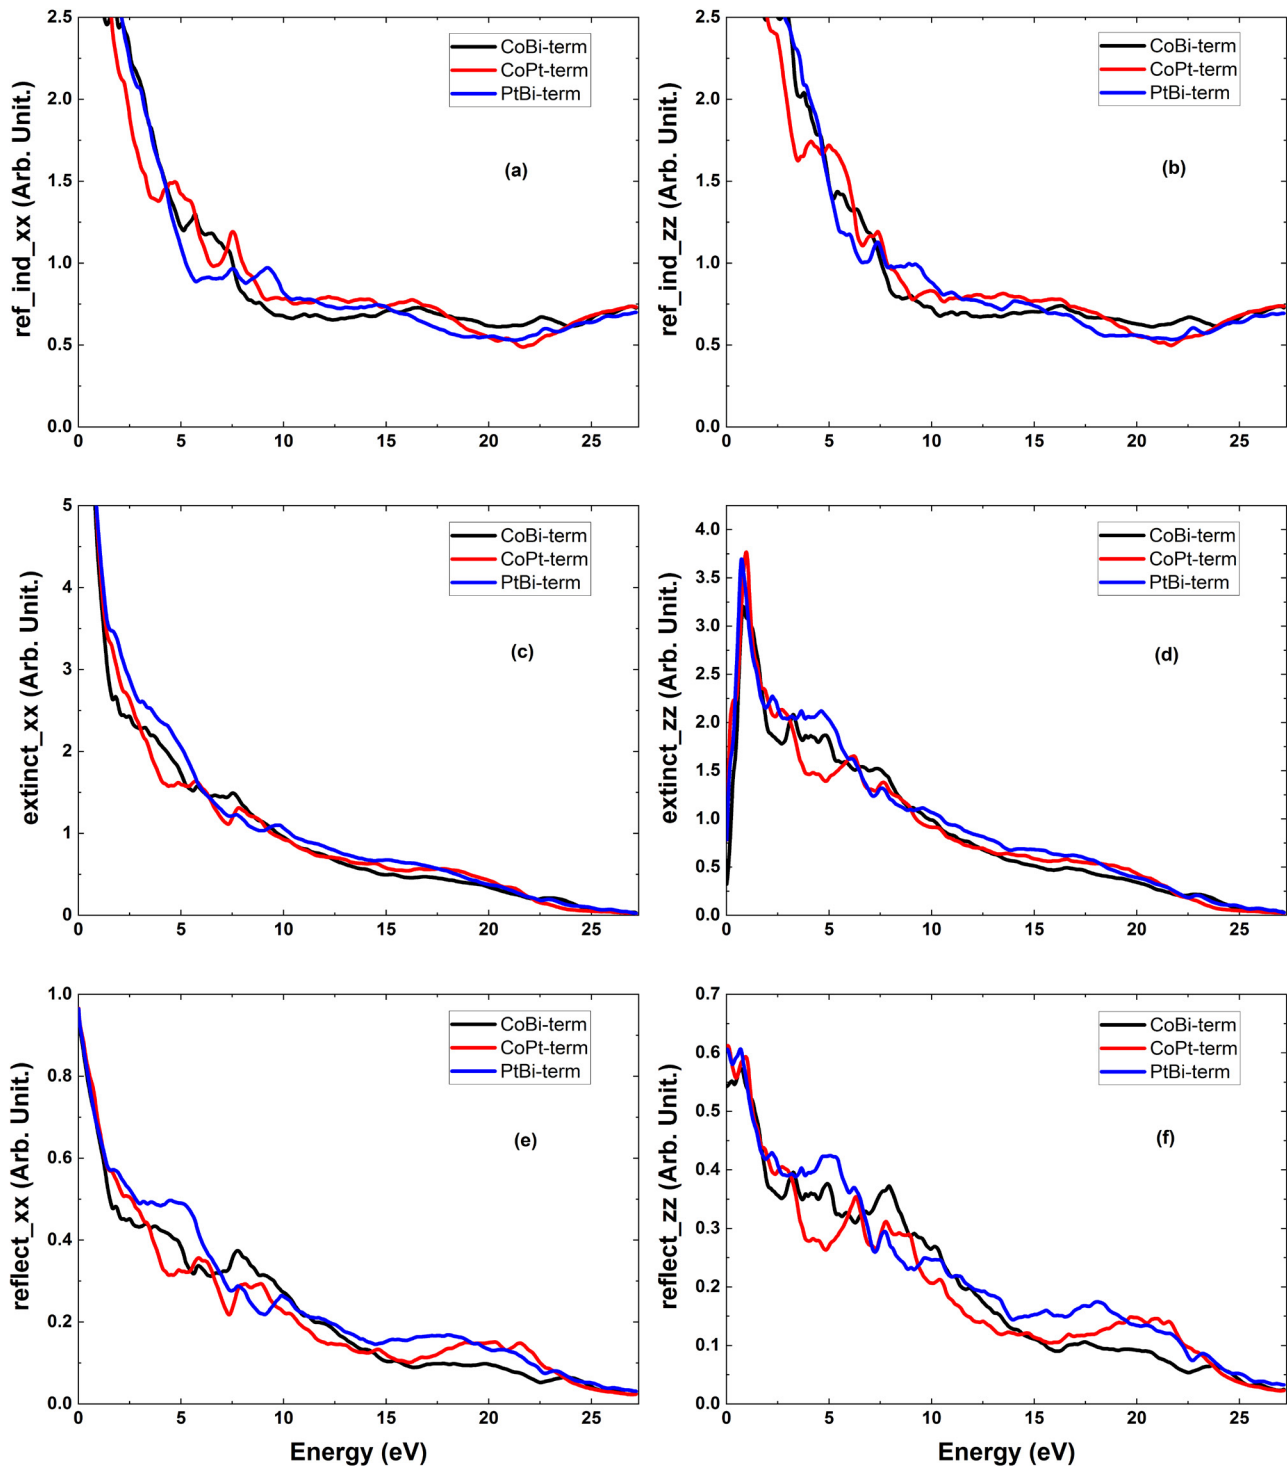 ref_ind_xx (Arb. Unit.)
2.5
2.0
1.5
1.0
0.5
0.0
CoBi-term
CoPt-term
PtBi-term
(a)
0 5 10 15 20 25
ref_ind_zz (Arb. Unit.)
2.5
2.0
1.5
1.0
0.5
0.0
CoBi-term
CoPt-term
PtBi-term
(b)
0 5 10 15 20 25
extinct_xx (Arb. Unit.)
5
4
3
2
1
0
CoBi-term
CoPt-term
PtBi-term
(c)
0 5 10 15 20 25
extinct_zz (Arb. Unit.)
4.0
3.5
3.0
2.5
2.0
1.5
1.0
0.5
0.0
CoBi-term
CoPt-term
PtBi-term
(d)
0 5 10 15 20 25
reflect_xx (Arb. Unit.)
1.0
0.8
0.6
0.4
0.2
0.0
CoBi-term
CoPt-term
PtBi-term
(e)
0 5 10 15 20 25
Energy (eV)
reflect_zz (Arb. Unit.)
0.7
0.6
0.5
0.4
0.3
0.2
0.1
0.0
CoBi-term
CoPt-term
PtBi-term
(f)
0 5 10 15 20 25
Energy (eV)